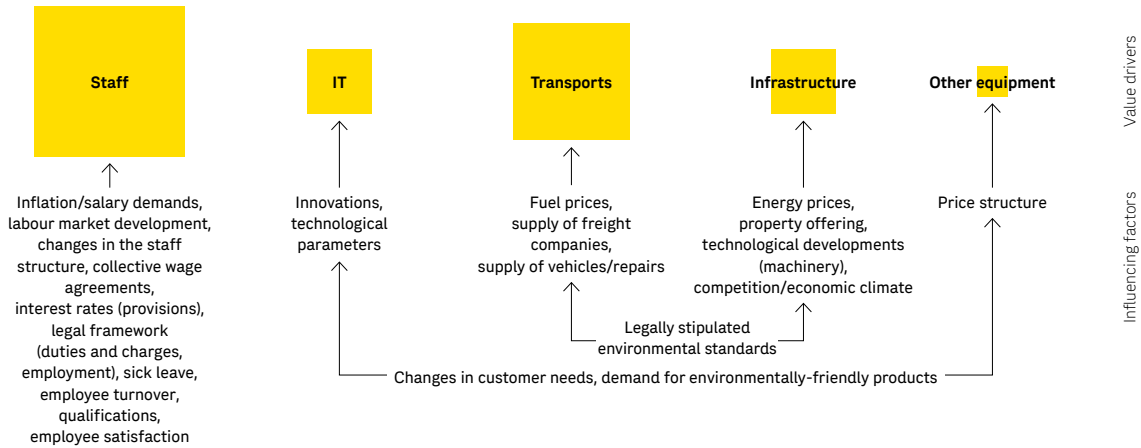 Staff
IT
Transports
Infrastructure
Other equipment
Value drivers
Inflation/salary demands,
labour market development,
changes in the staff
structure, collective wage
agreements,
interest rates (provisions),
legal framework
(duties and charges,
employment), sick leave,
employee turnover,
qualifications,
employee satisfaction
Innovations,
technological
parameters
Fuel prices,
supply of freight
companies,
supply of vehicles/repairs
Energy prices,
property offering,
technological developments
(machinery),
competition/economic climate
Price structure
Influencing factors
Legally stipulated
environmental standards
Changes in customer needs, demand for environmentally-friendly products